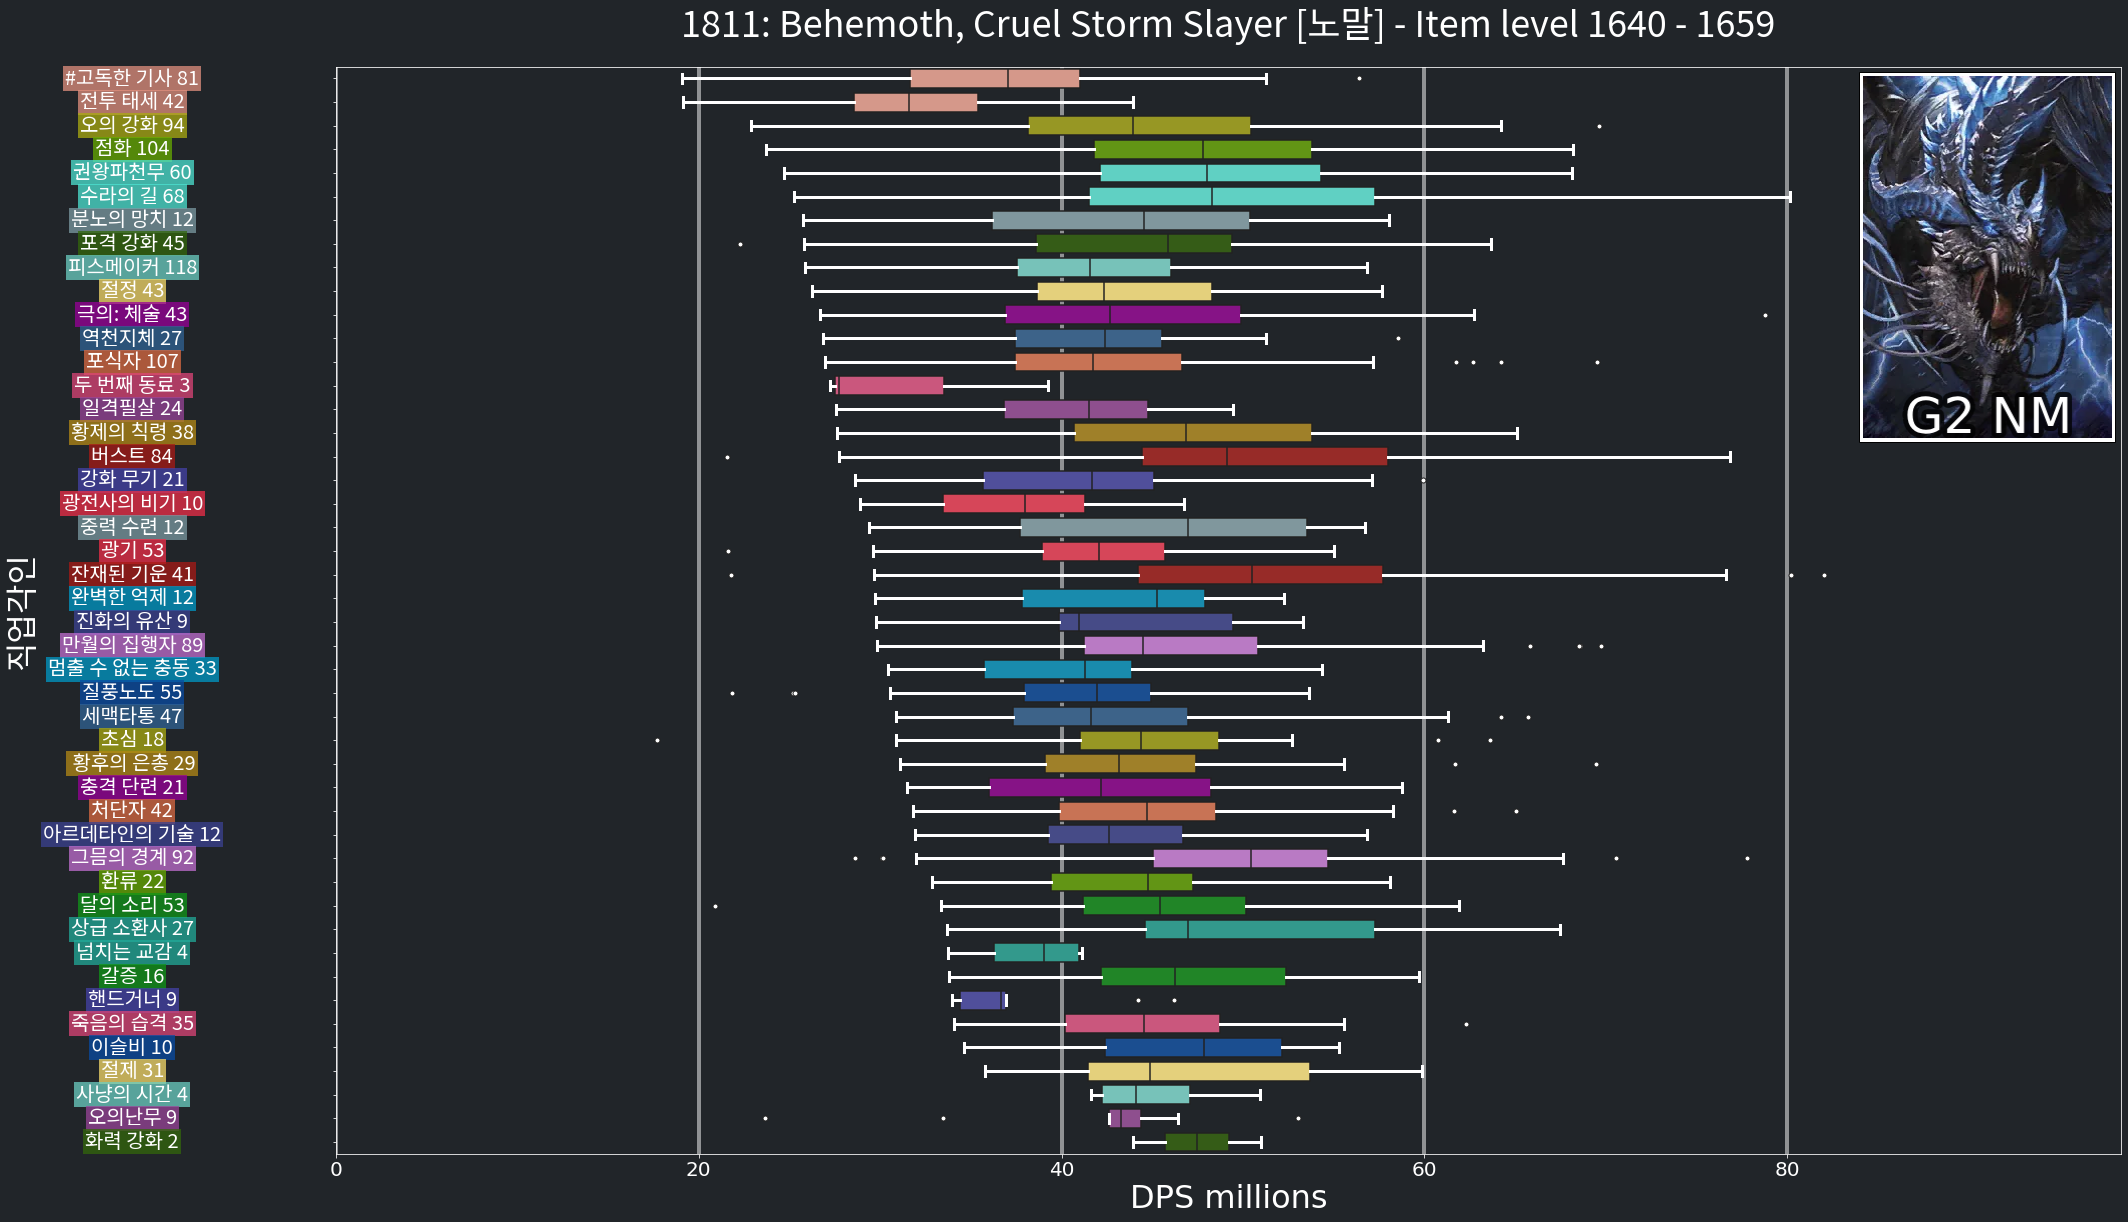 1811: Behemoth, Cruel Storm Slayer [노말] - Item level 1640 - 1659
#고독한 기사 81
전투 태세 42
오의 강화 94
점화 104
권왕파천무 60
수라의 길 68
분노의 망치 12
포격 강화 45
피스메이커 118
절정 43
극의: 체술 43
역천지체 27
포식자 107
두 번째 동료 3
일격필살 24
황제의 칙령 38
버스트 84
강화 무기 21
광전사의 비기 10
중력 수련 12
광기 53
잔재된 기운 41
완벽한 억제 12
진화의 유산 9
만월의 집행자 89
멈출 수 없는 충동 33
질풍노도 55
세맥타통 47
초심 18
황후의 은총 29
충격 단련 21
처단자 42
아르데타인의 기술 12
그믐의 경계 92
환류 22
달의 소리 53
상급 소환사 27
넘치는 교감 4
갈증 16
핸드거너 9
죽음의 습격 35
이슬비 10
절제 31
사냥의 시간 4
오의난무 9
화력 강화 2
직업각인
G2 NM
0 20 40 60 80
DPS millions